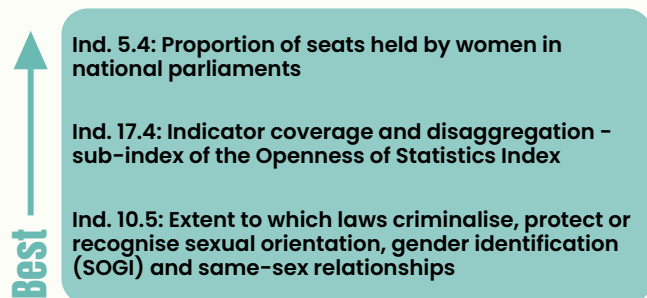 Ind. 5.4: Proportion of seats held by women in
national parliaments
Ind. 17.4: Indicator coverage and disaggregation -
sub-index of the Openness of Statistics Index
Ind. 10.5: Extent to which laws criminalise, protect or
recognise sexual orientation, gender identification
(SOGI) and same-sex relationships
Best